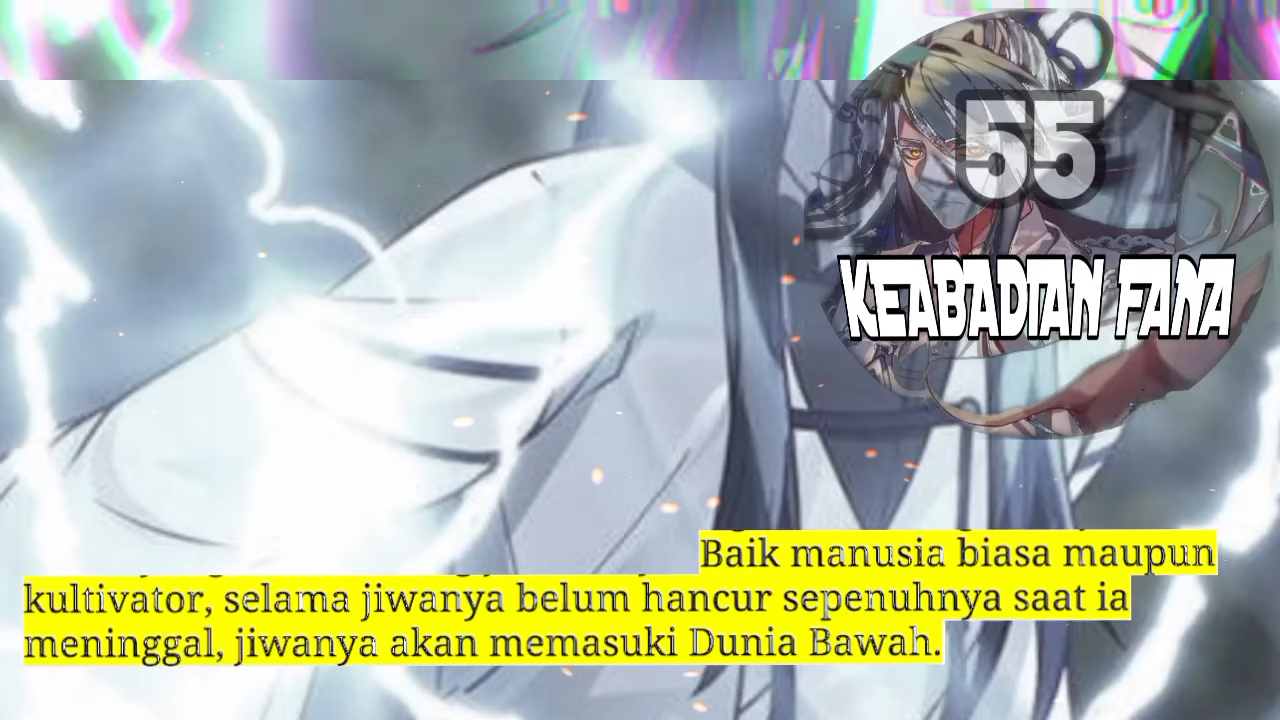 55
KEABADIAN FANA
Baik manusia biasa maupun
kultivator, selama jiwanya belum hancur sepenuhnya saat ia
meninggal, jiwanya akan memasuki Dunia Bawah.